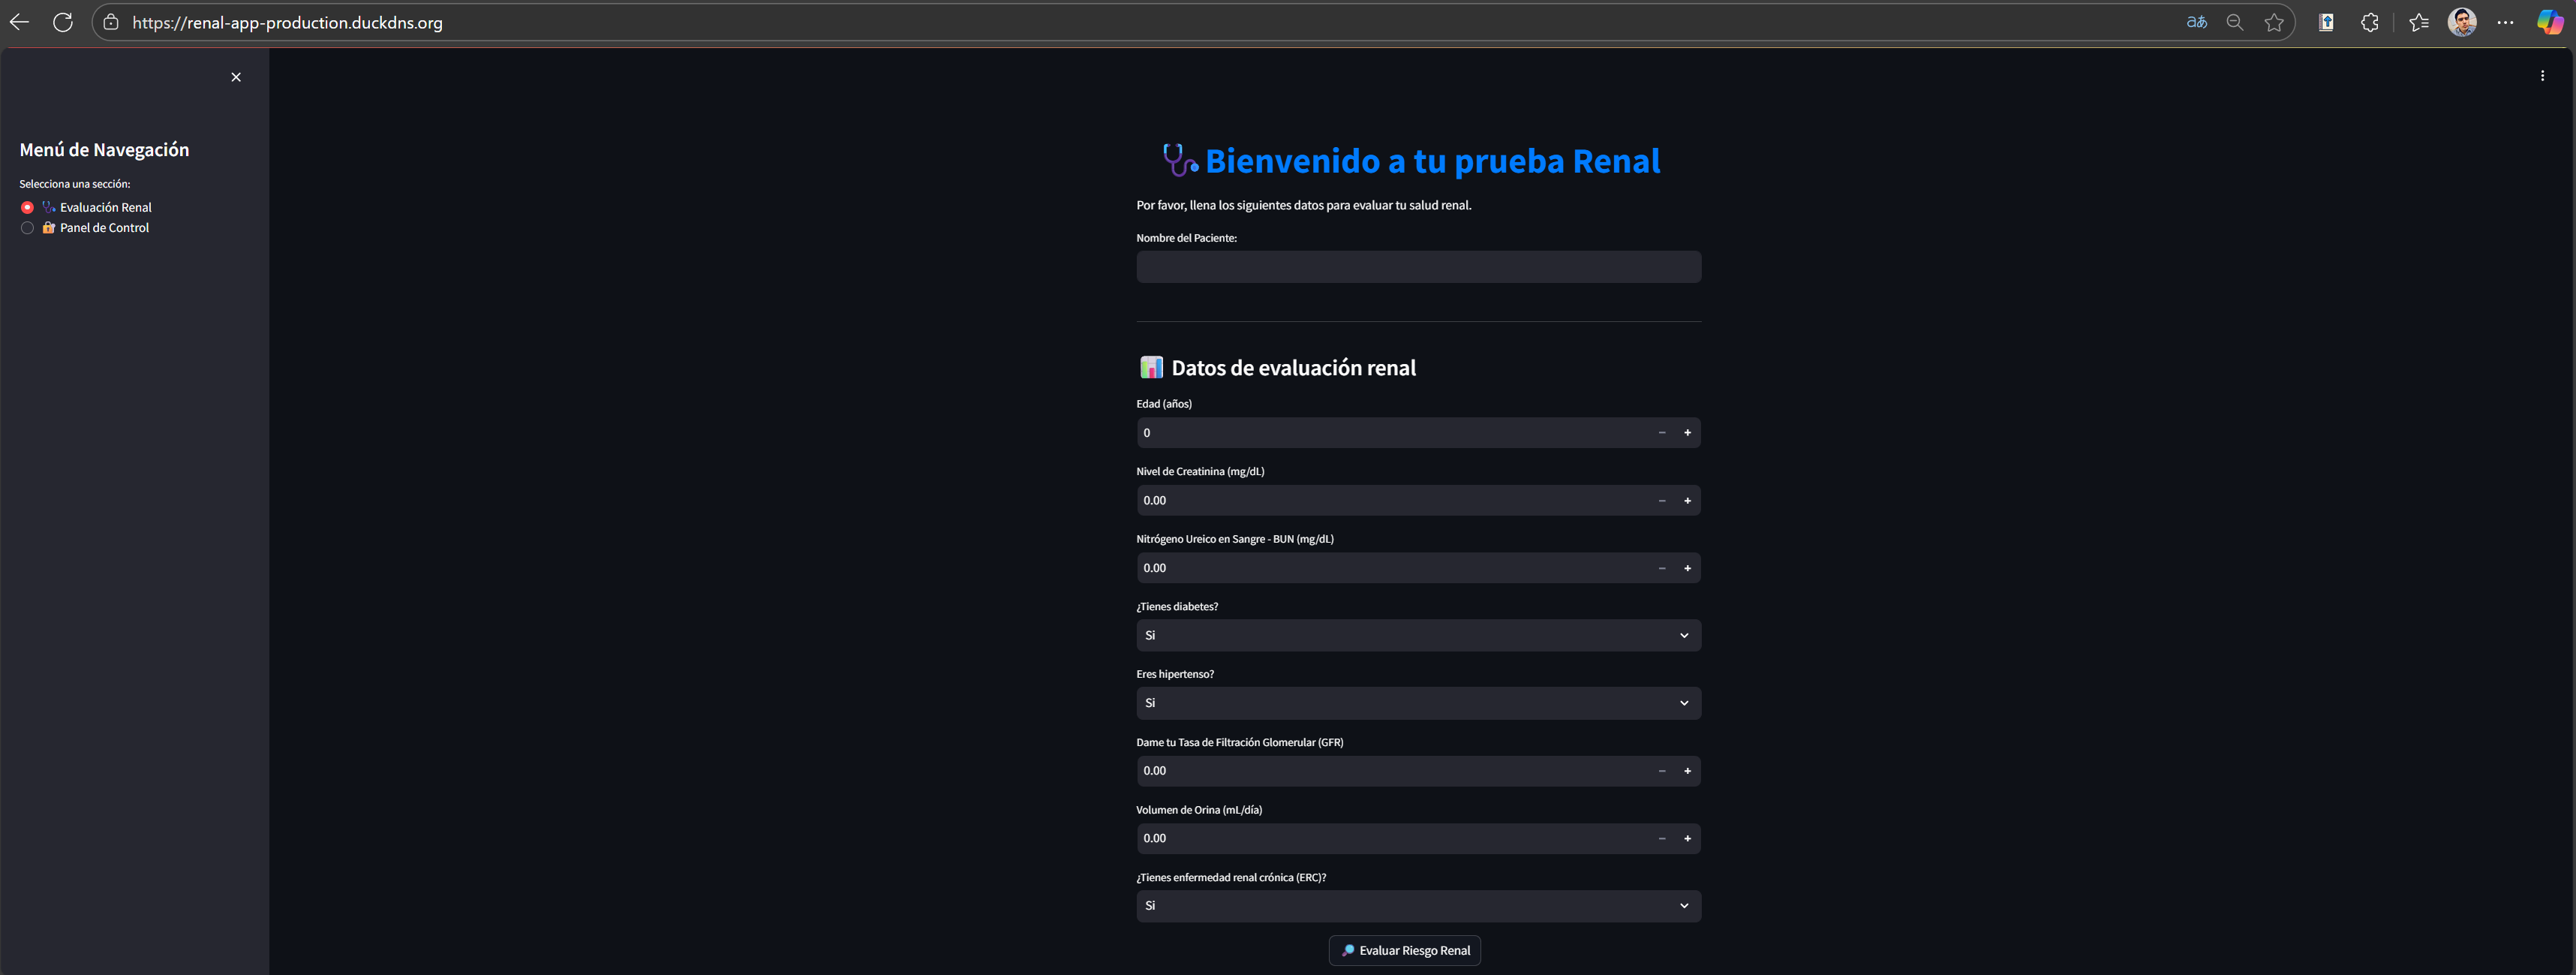 https://renal-app-production.duckdns.org
Menú de Navegación
Selecciona una sección:
Evaluación Renal
Panel de Control
Bienvenido a tu prueba Renal
Por favor, llena los siguientes datos para evaluar tu salud renal.
Nombre del Paciente:
Datos de evaluación renal
Edad (años)
0
Nivel de Creatinina (mg/dL)
0.00
Nitrógeno Ureico en Sangre - BUN (mg/dL)
0.00
¿Tienes diabetes?
Si
Eres hipertenso?
Si
Dame tu Tasa de Filtración Glomerular (GFR)
0.00
Volumen de Orina (mL/día)
0.00
¿Tienes enfermedad renal crónica (ERC)?
Si
Evaluar Riesgo Renal